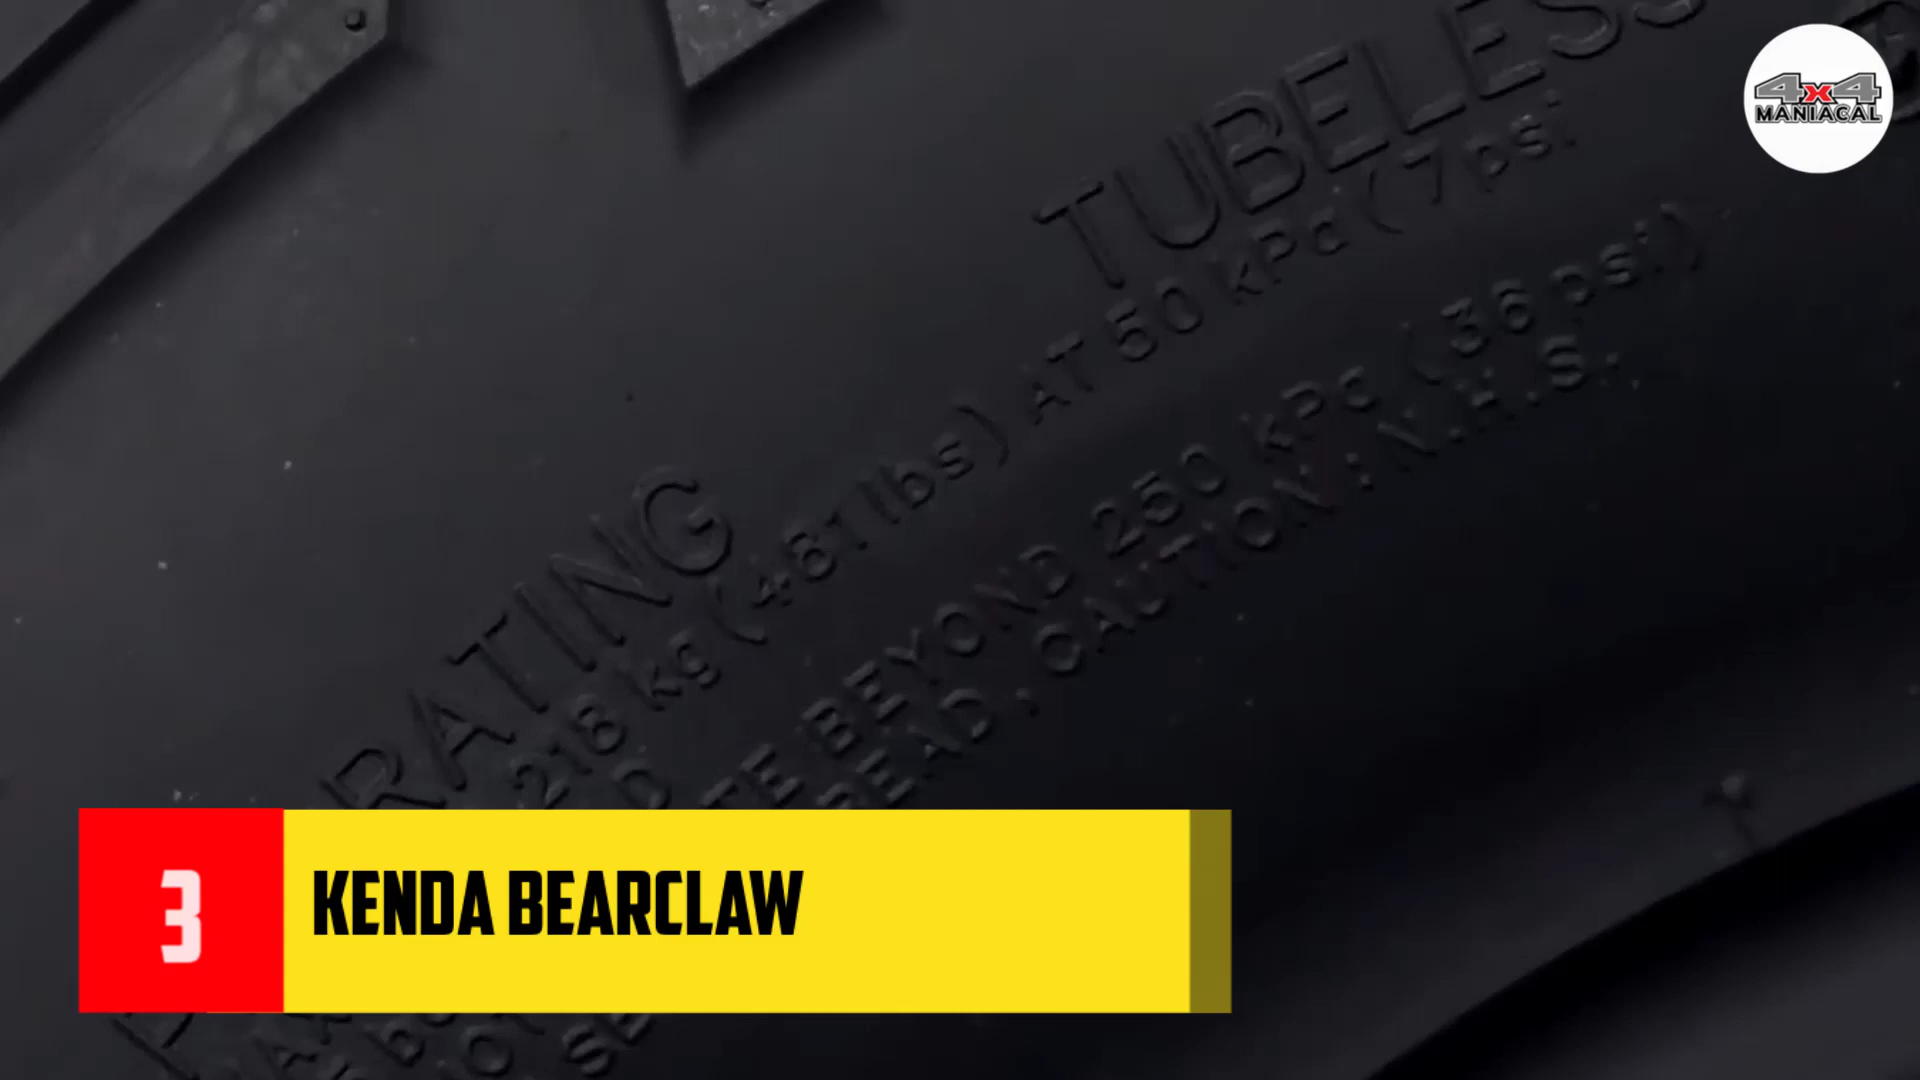 4x4
MANIACAL
TUBELESS
RATING
218 kg (481 lbs) AT 50 kPa (7 psi
BEYOND 250 kPa (36 psi)
BEAD, CAUTION: N.H.S.
3
KENDA BEARCLAW